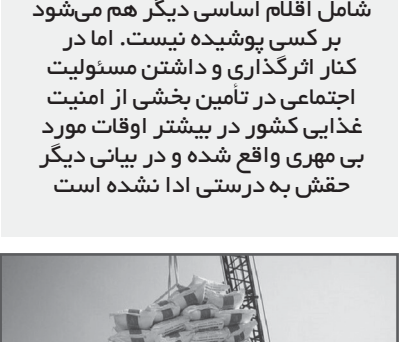 شامل اقلام اساسی دیگر هم می‌شود
بر کسی پوشیده نیست. اما در
کنار اثرگذاری و داشتن مسئولیت
اجتماعی در تأمین بخشی از امنیت
غذایی کشور در بیشتر اوقات مورد
بی مهری واقع شده و در بیانی دیگر
حقش به درستی ادا نشده است